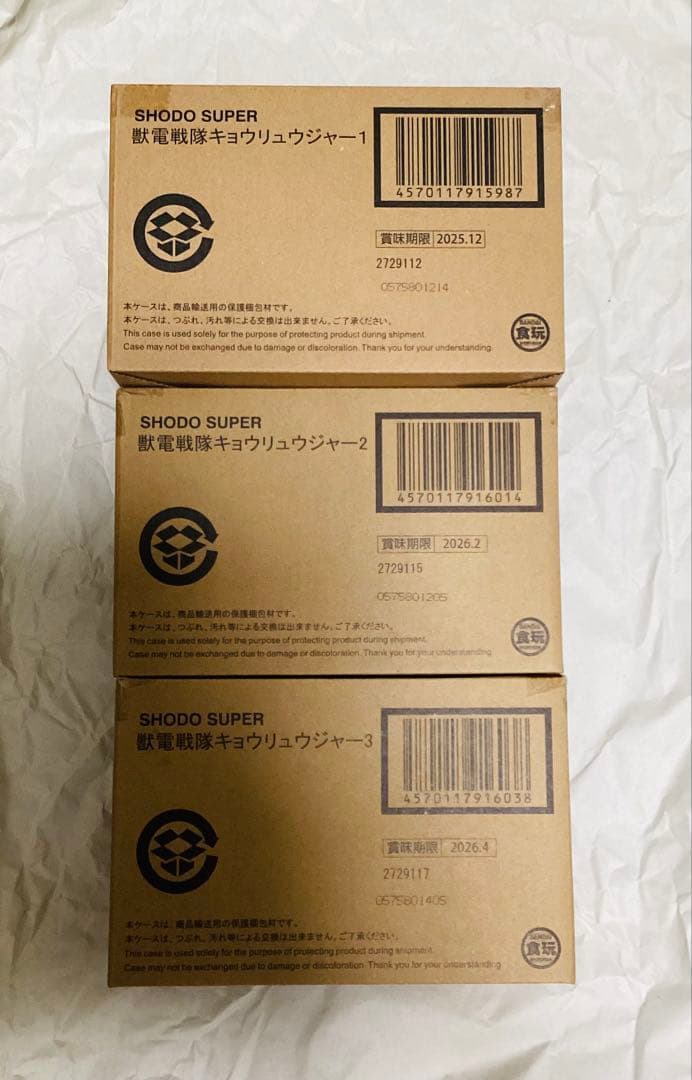 SHODO SUPER
獣電戦隊キョウリュウジャー1
4570117915987
賞味期限 2025.12
2729112
0575801214
本ケースは、商品輸送用の保護梱包材です。
本ケースは、つぶれ、汚れ等による交換は出来ません。ご了承ください。
This case is used solely for the purpose of protecting product during shipment.
Case may not be exchanged due to damage or discoloration. Thank you for your understanding.
BANDAI
食玩
SHODO SUPER
獣電戦隊キョウリュウジャー2
4570117916014
賞味期限 2026.2
2729115
0575801205
本ケースは、商品輸送用の保護梱包材です。
本ケースは、つぶれ、汚れ等による交換は出来ません。ご了承ください。
This case is used solely for the purpose of protecting product during shipment.
Case may not be exchanged due to damage or discoloration. Thank you for your understanding
BANDAI
食玩
SHODO SUPER
獣電戦隊キョウリュウジャー3
4570117916038
賞味期限 2026.4
2729117
0575801405
本ケースは、商品輸送用の保護梱包材です。
本ケースは、つぶれ、汚れ等による交換は出来ません。ご了承ください。
This case is used solely for the purpose of protecting product during shipment.
Case may not be exchanged due to damage or discoloration. Thank you for your understanding
BANDAI
食玩